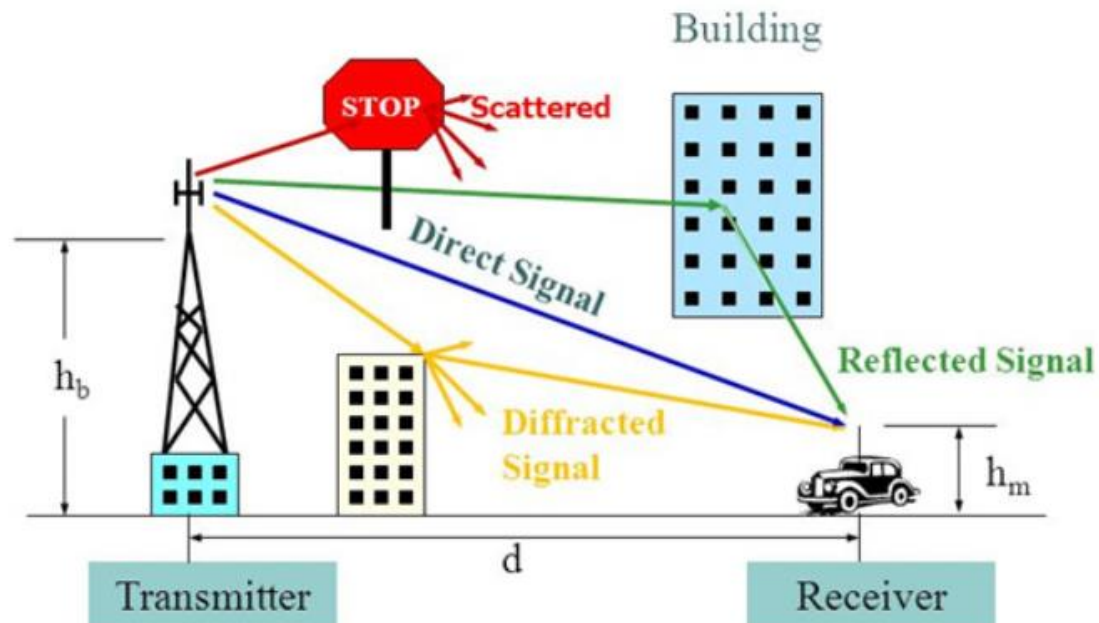 Building
STOP
Scattered
Direct Signal
h_b
Reflected Signal
Diffracted
Signal
h_m
d
Transmitter
Receiver